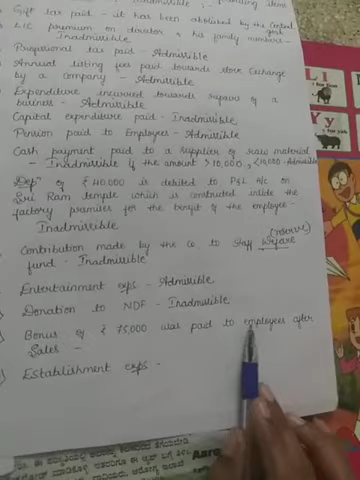 Gift tax paid - it has been abolished by the Central
govt
LIC premium on director & his family members -
Inadmissible
Professional tax paid - Admissible
Annual listing fees paid towards stock Exchange
by a company - Admissible
Expenditure incurred towards repairs of a
business - Admissible
Capital expenditure paid - Inadmissible
Pension paid to Employees - Admissible
Cash payment paid to a supplier of raw material
- Inadmissible if the amount > 10,000, <10,000 - Admissible
Depn of ₹ 40,000 is debited to P&L A/c on
Sri Ram temple which is constructed inside the
factory premises for the benefit of the employees -
Inadmissible
(reserve)
Contribution made by the Co to Staff Welfare
fund - Inadmissible
Entertainment exps - Admissible
Donation to NDF - Inadmissible
Bonus of ₹ 75,000 was paid to employees after
Sales -
Establishment exps -
L l
Y y